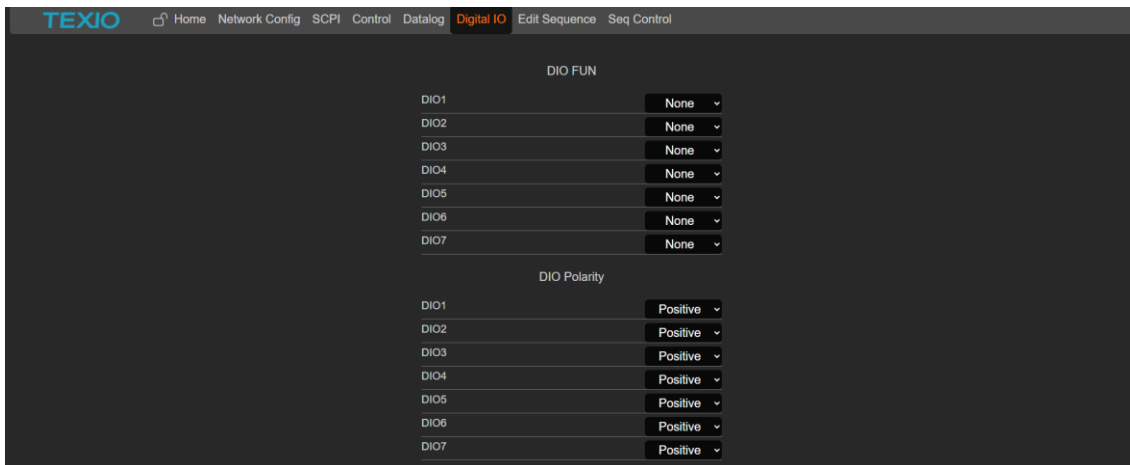 TEXIO Home Network Config SCPI Control Datalog Digital IO Edit Sequence Seq Control
DIO FUN
DIO1 None
DIO2 None
DIO3 None
DIO4 None
DIO5 None
DIO6 None
DIO7 None
DIO Polarity
DIO1 Positive
DIO2 Positive
DIO3 Positive
DIO4 Positive
DIO5 Positive
DIO6 Positive
DIO7 Positive